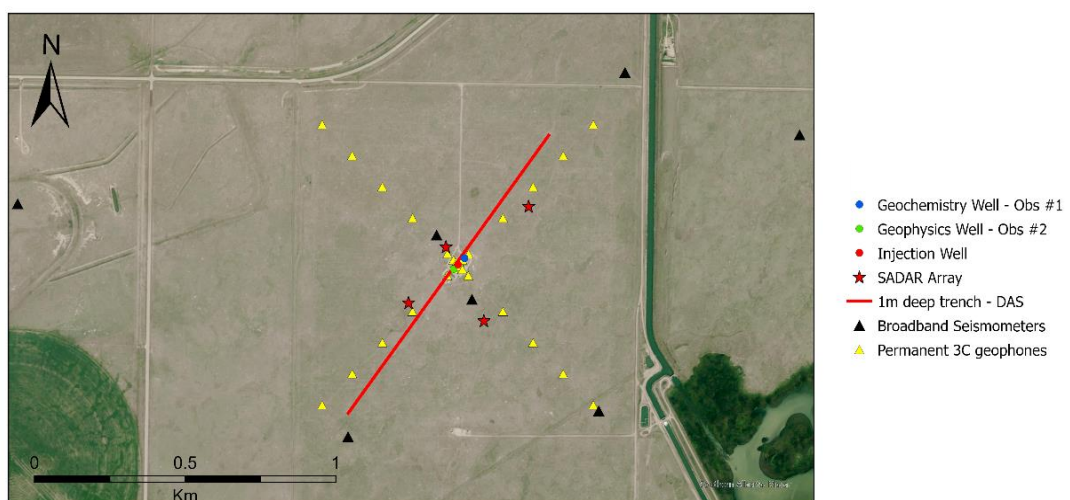 N
Geochemistry Well - Obs #1
Geophysics Well - Obs #2
Injection Well
SADAR Array
1m deep trench - DAS
Broadband Seismometers
Permanent 3C geophones
0 0.5 1
Km